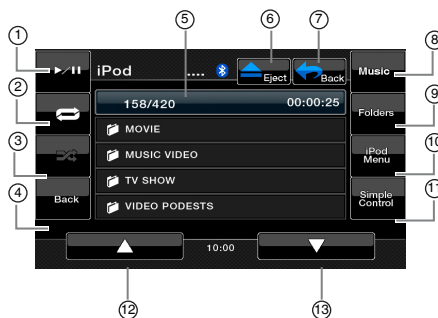 ⑤ ⑥ ⑦
① iPod .... Eject Back Music ⑧
158/420 00:00:25
② Folders ⑨
MOVIE
③ MUSIC VIDEO iPod Menu ⑩
TV SHOW
④ Back VIDEO PODESTS Simple Control ⑪
10:00
⑫ ⑬